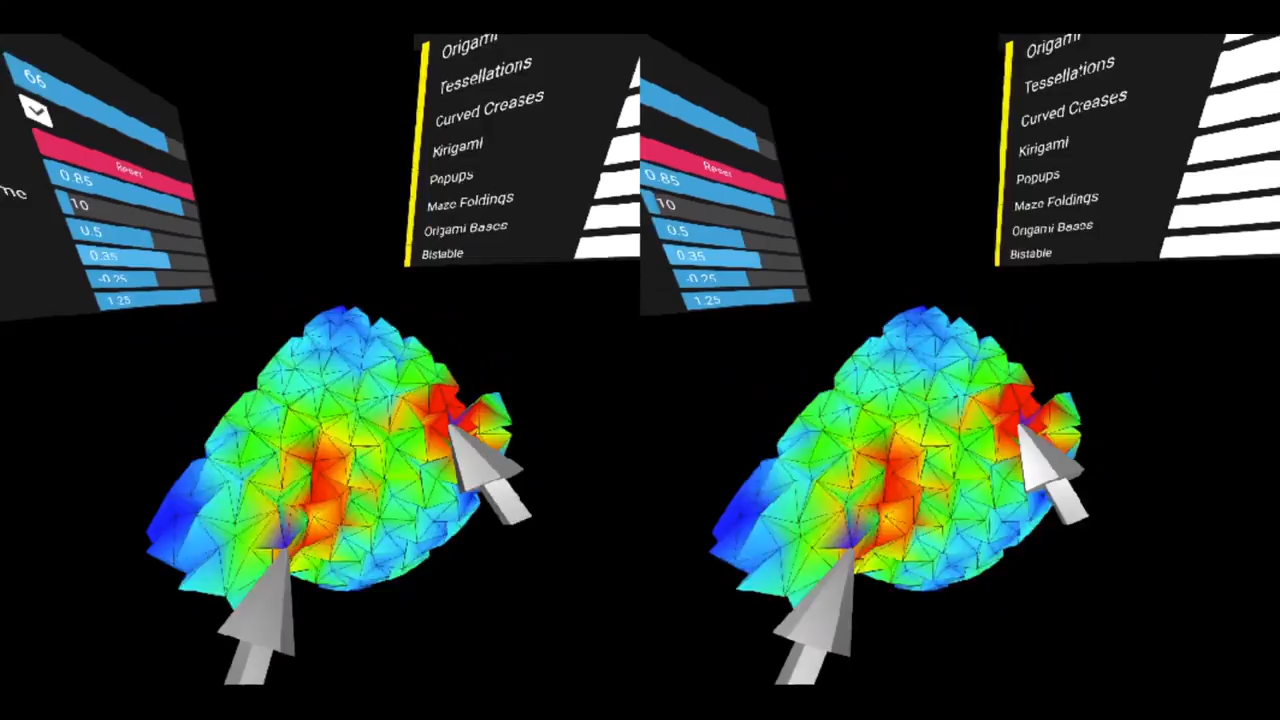 66
Reset
me
0.85
10
0.5
0.35
-0.25
1.25
Origami
Tessellations
Curved Creases
Kirigami
Popups
Maze Foldings
Origami Bases
Bistable
Reset
0.85
10
0.5
0.35
-0.25
1.25
Origami
Tessellations
Curved Creases
Kirigami
Popups
Maze Foldings
Origami Bases
Bistable